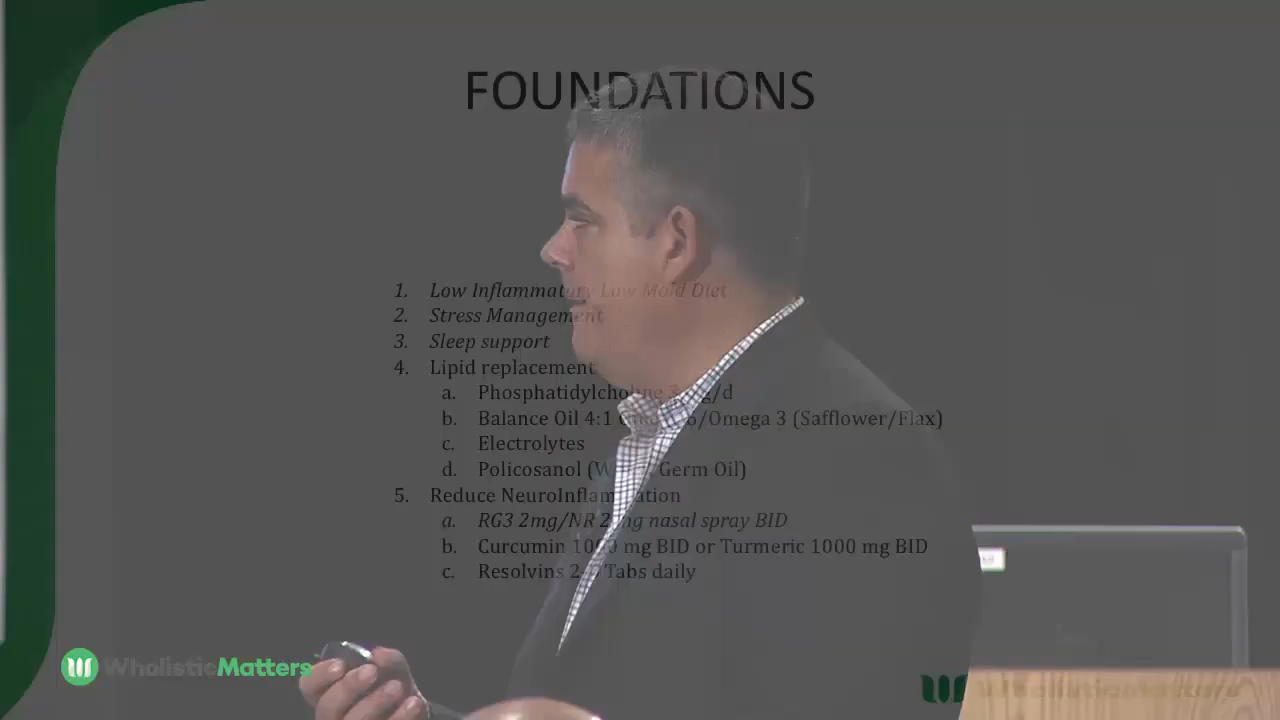 FOUNDATIONS
1. Low Inflammatory Low Mold Diet
2. Stress Management
3. Sleep support
4. Lipid replacement
a. Phosphatidylcholine
b. Balance Oil 4:1 /Omega 3 (Safflower/Flax)
c. Electrolytes
d. Policosanol ( Germ Oil)
5. Reduce NeuroInflammation
a. RG3 2mg/NR nasal spray BID
b. Curcumin 1000 mg BID or Turmeric 1000 mg BID
c. Resolvins Tabs daily
WholisticMatters
WholisticMatters